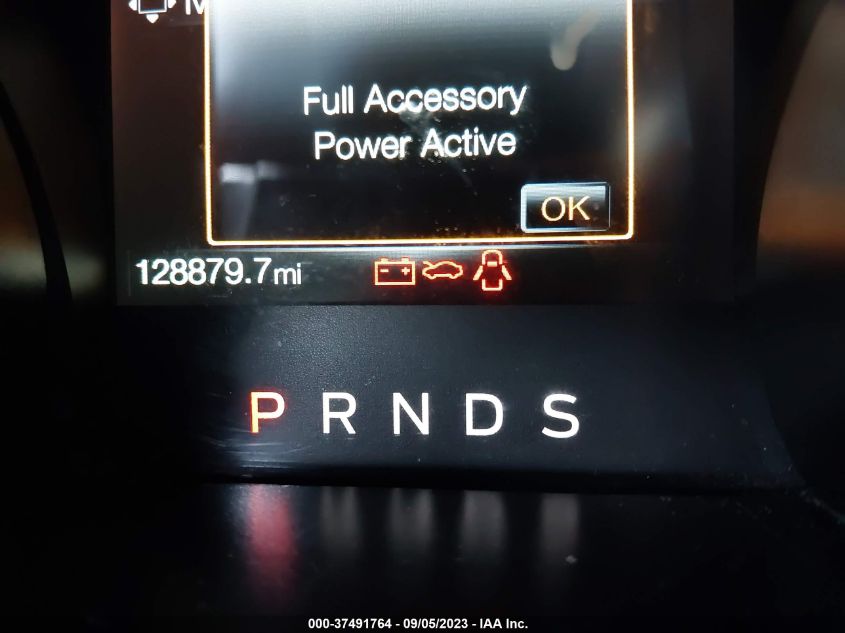 M
Full Accessory
Power Active
OK
128879.7mi
P R N D S
000-37491764 - 09/05/2023 - IAA Inc.